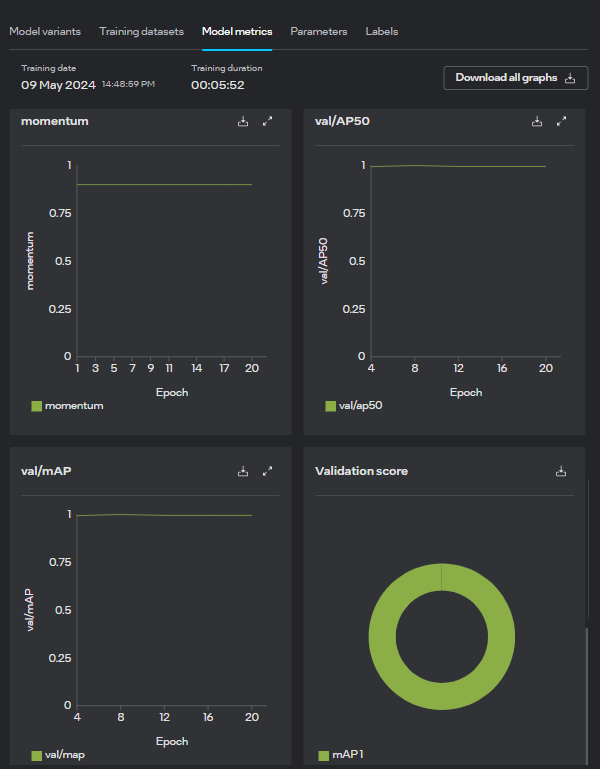 Model variants Training datasets Model metrics Parameters Labels
Training date Training duration
09 May 2024 14:48:59 PM 00:05:52 Download all graphs
momentum
1
0.75
0.5
0.25
0
momentum
1 3 5 7 9 11 14 17 20
Epoch
momentum
val/AP50
1
0.75
0.5
0.25
0
val/AP50
4 8 12 16 20
Epoch
val/ap50
val/mAP
1
0.75
0.5
0.25
0
val/mAP
4 8 12 16 20
Epoch
val/map
Validation score
mAP 1